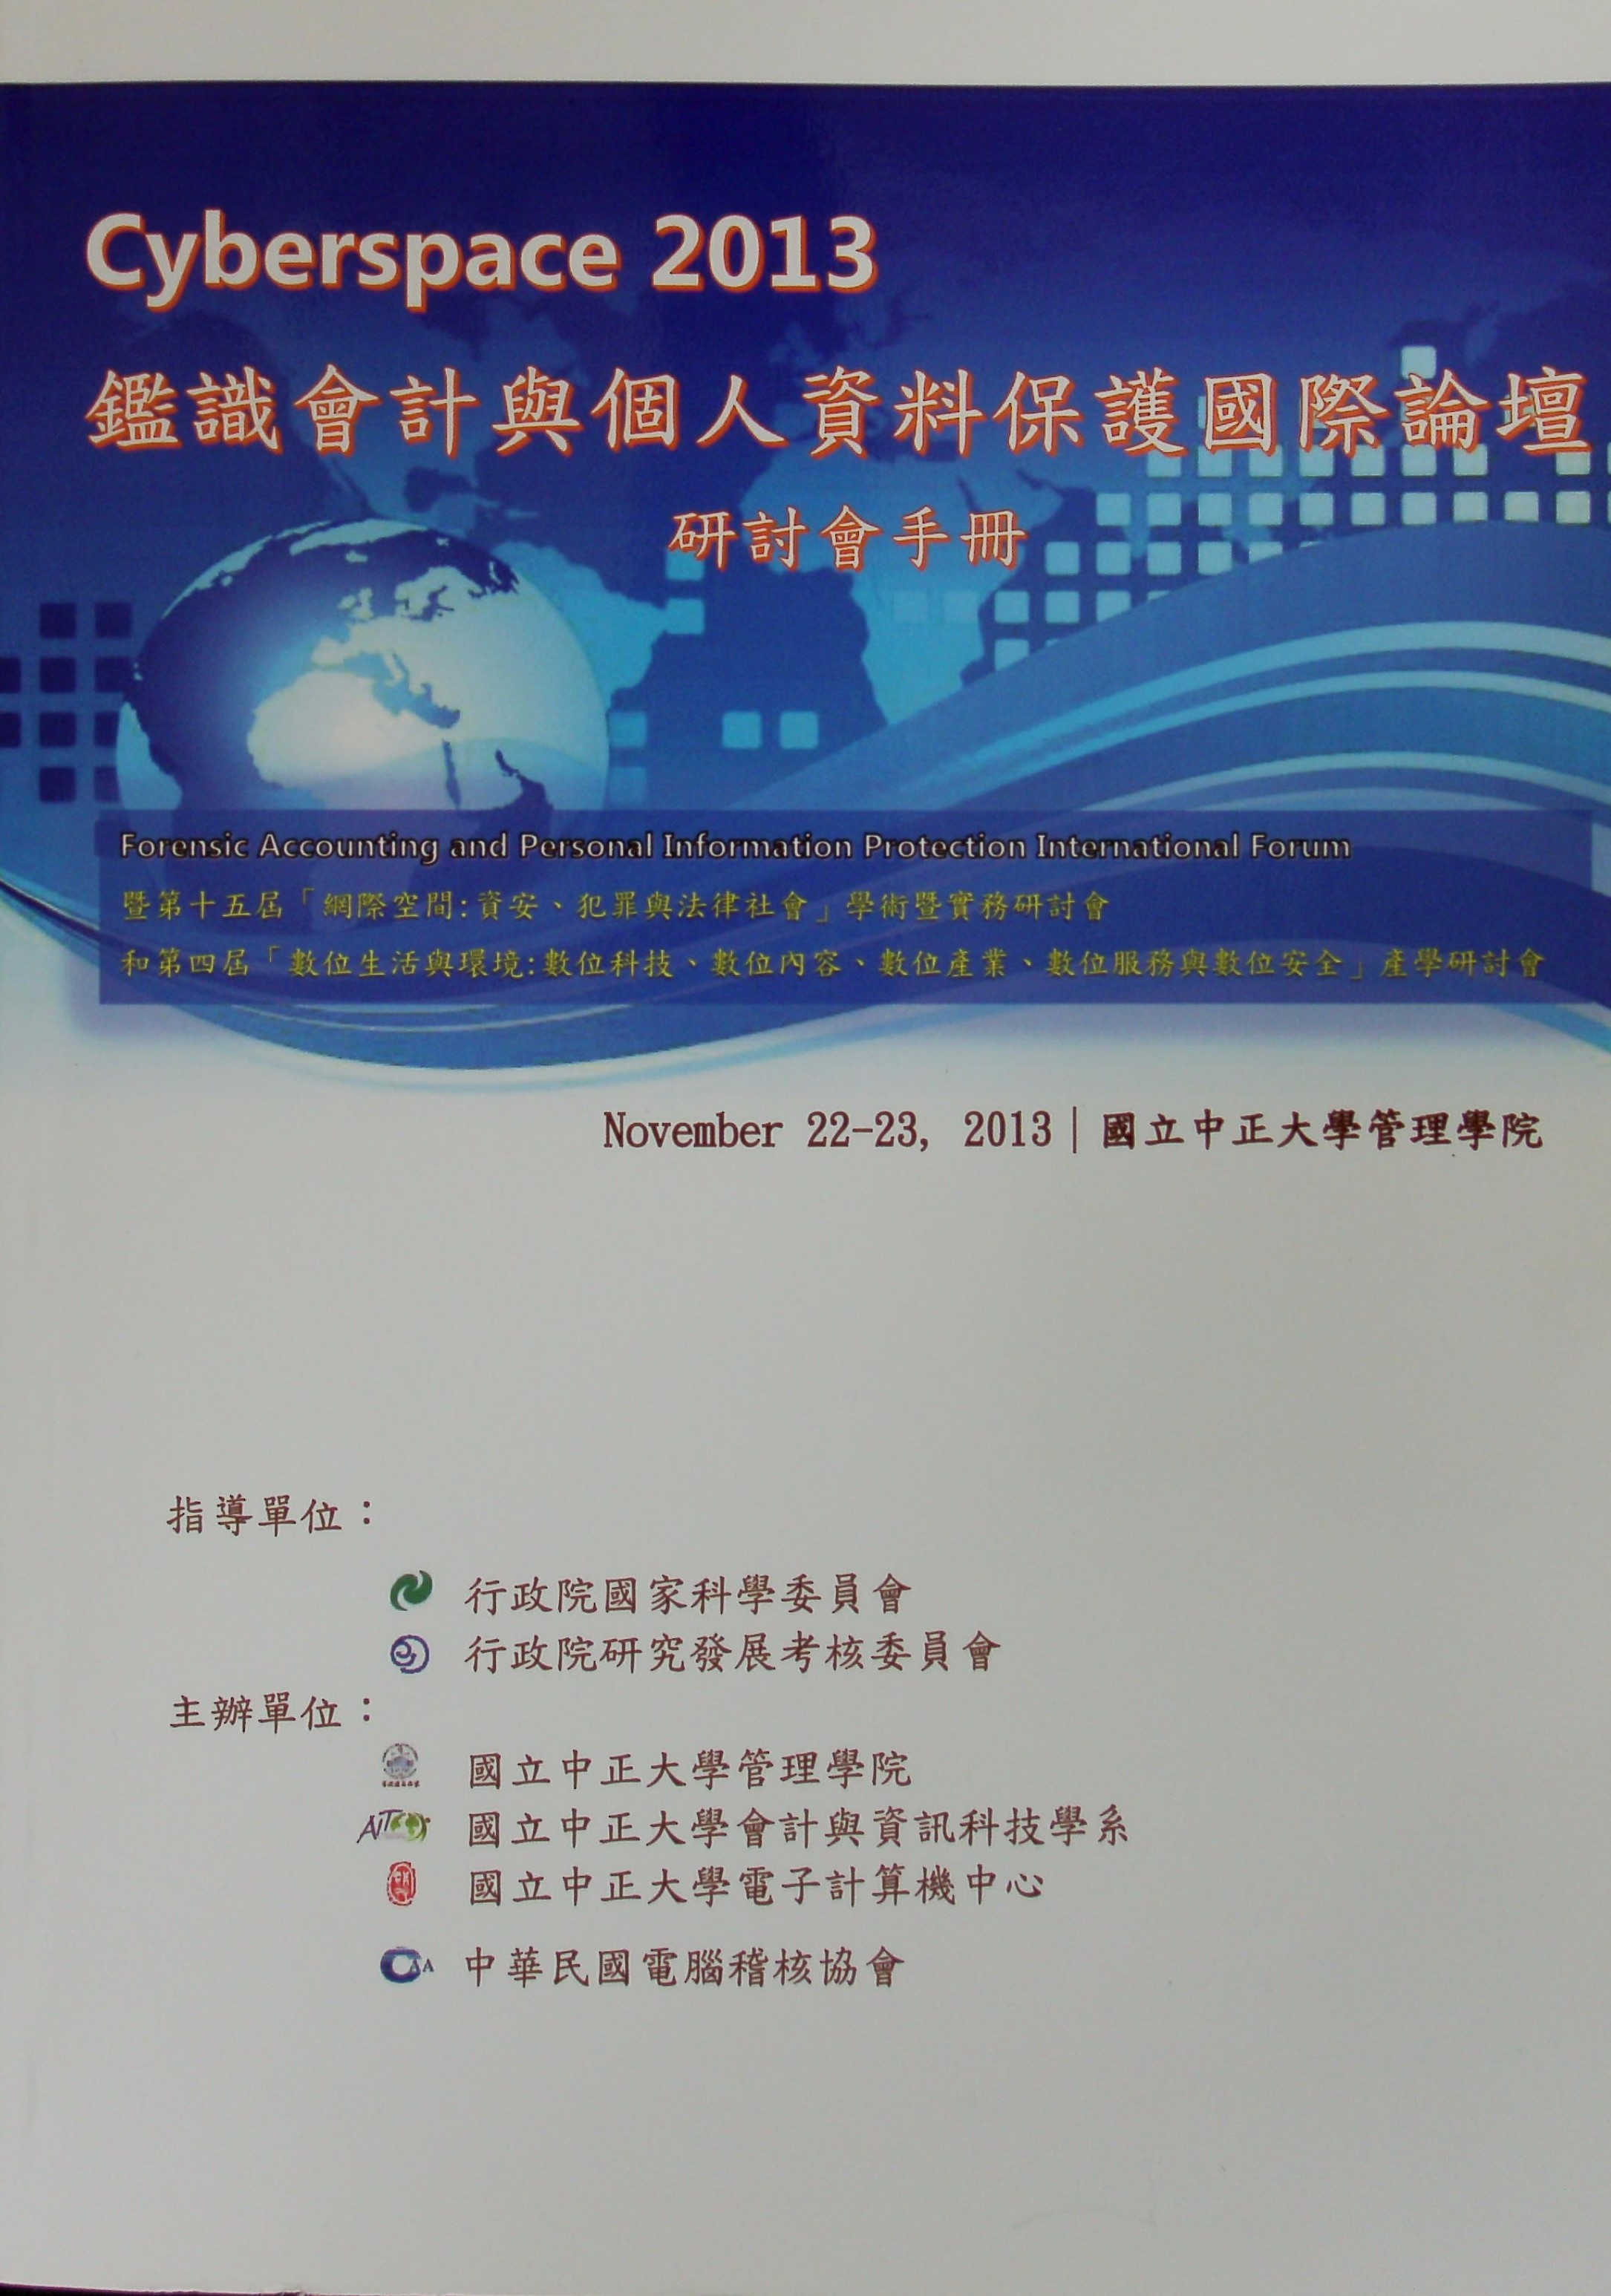 Cyberspace 2013
鑑識會計與個人資料保護國際論壇
研討會手冊
Forensic Accounting and Personal Information Protection International Forum
暨第十五屆「網際空間:資安、犯罪與法律社會」學術暨實務研討會
和第四屆「數位生活與環境:數位科技、數位內容、數位產業、數位服務與數位安全」產學研討會
November 22-23, 2013|國立中正大學管理學院
指導單位：
行政院國家科學委員會
行政院研究發展考核委員會
主辦單位：
國立中正大學管理學院
AIT 國立中正大學會計與資訊科技學系
國立中正大學電子計算機中心
CAA 中華民國電腦稽核協會